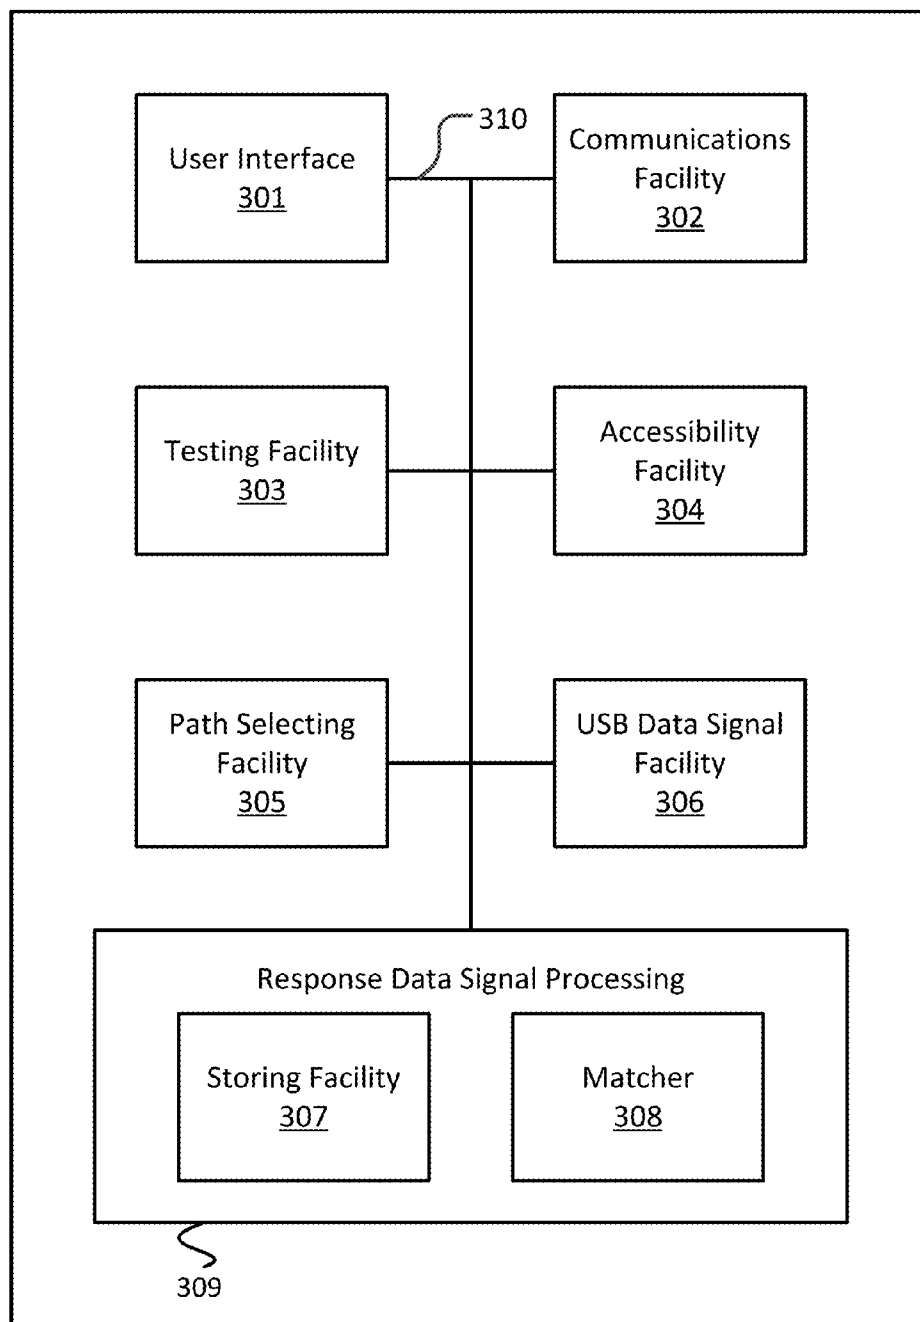 310
User Interface
301
Communications
Facility
302
Testing Facility
303
Accessibility
Facility
304
Path Selecting
Facility
305
USB Data Signal
Facility
306
Response Data Signal Processing
Storing Facility
307
Matcher
308
309